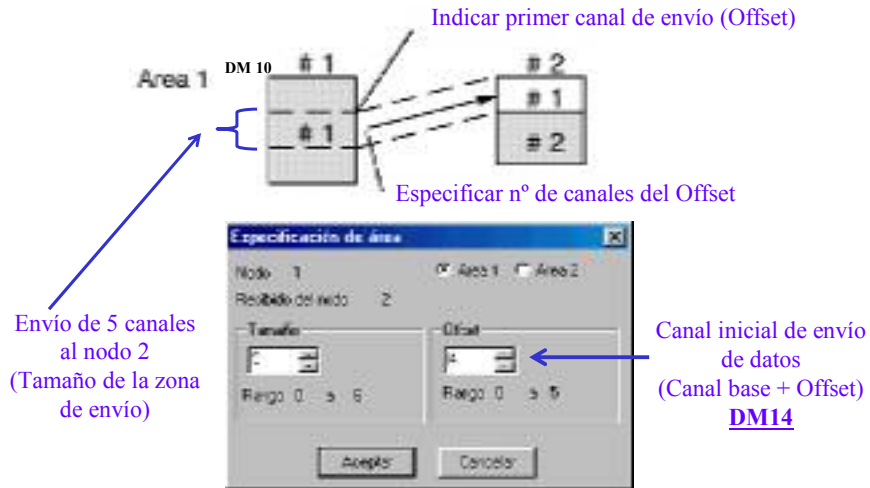 Indicar primer canal de envío (Offset)
Area 1
DM 10
# 1
# 2
# 1
# 1
# 2
Especificar nº de canales del Offset
Especificación de área
Nodo 1
Area 1
Area 2
Recibido del nodo 2
Tamaño
Offset
Rango 0 a
4
Rango 0 a 5
Aceptar
Cancelar
Envío de 5 canales
al nodo 2
(Tamaño de la zona
de envío)
Canal inicial de envío
de datos
(Canal base + Offset)
DM14